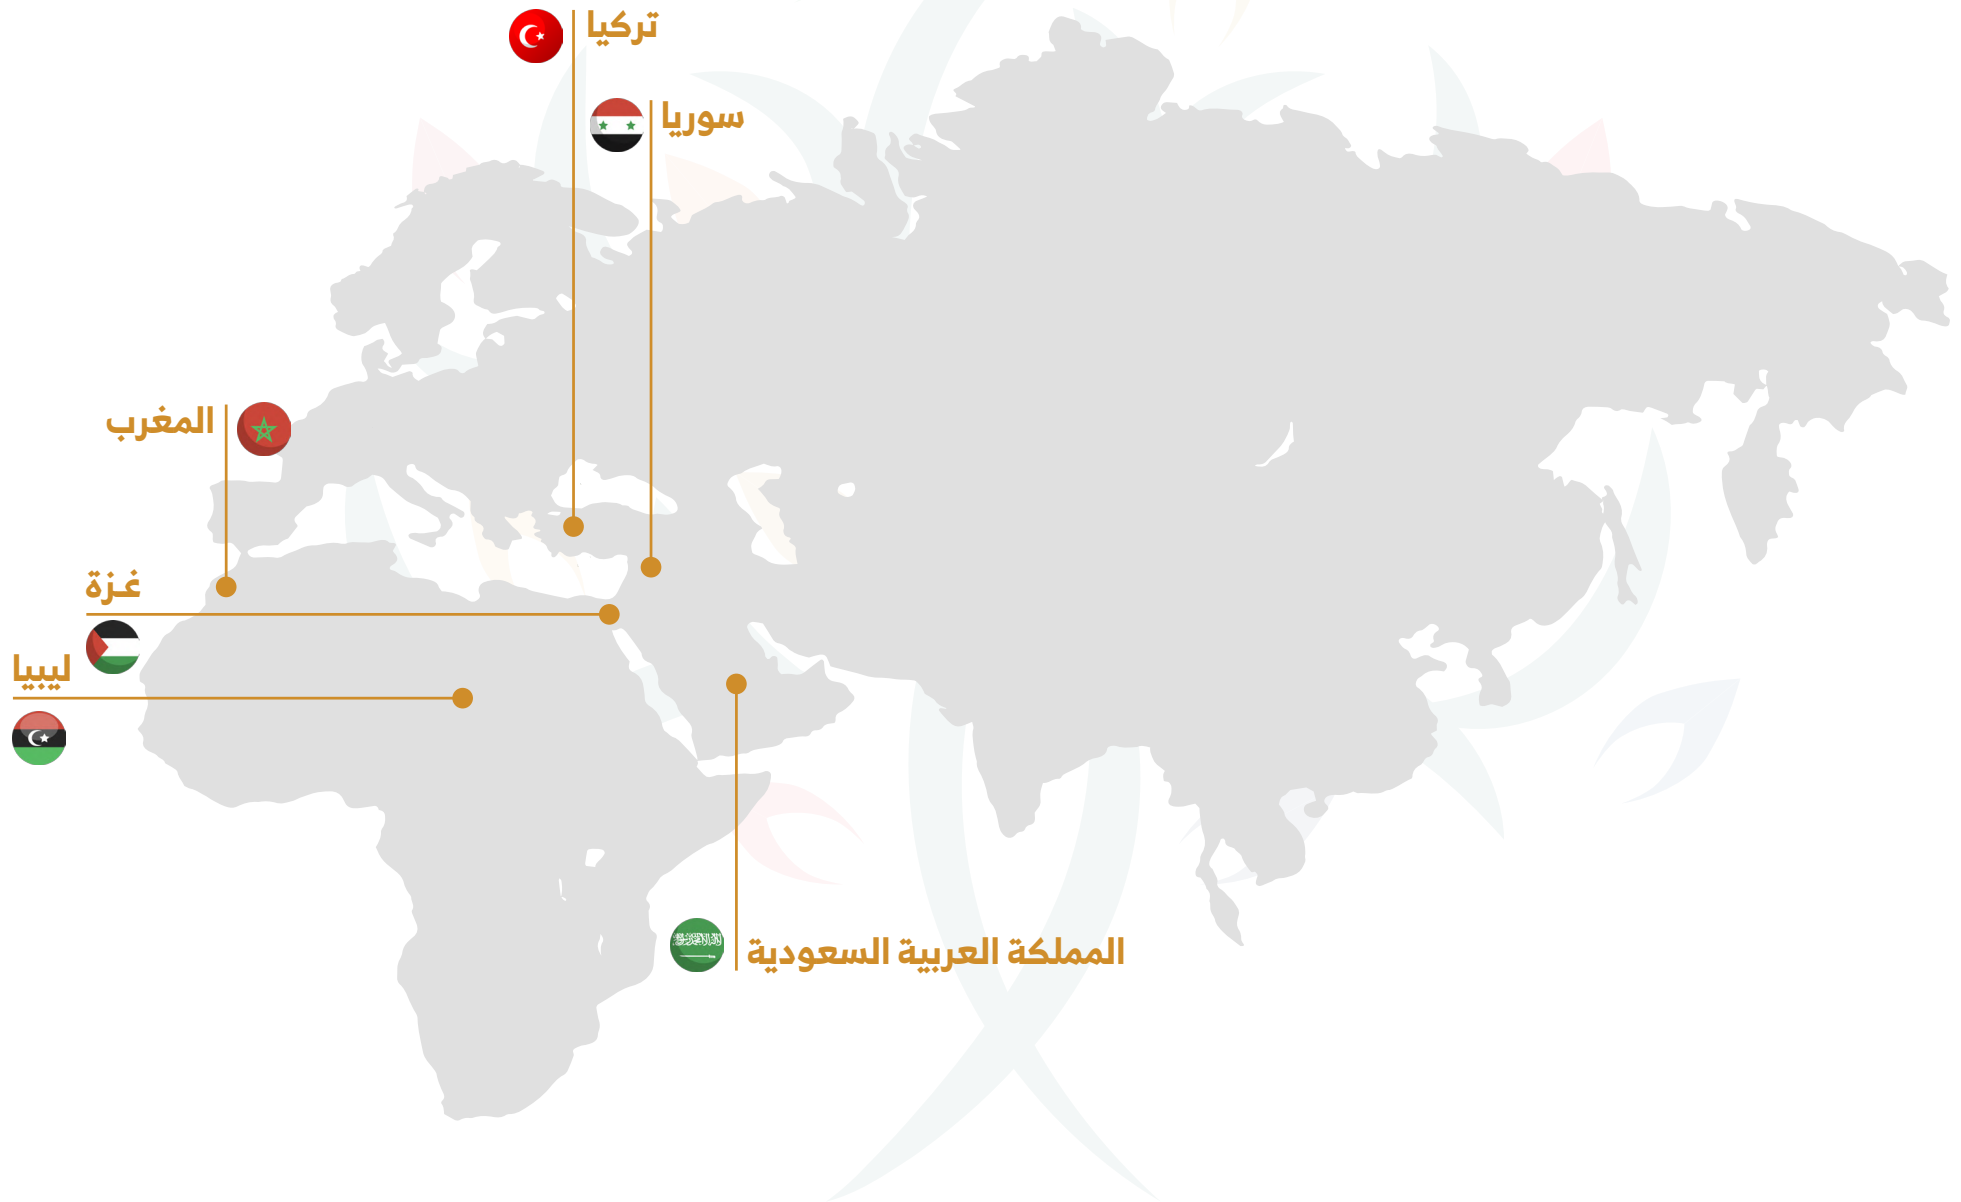 تركيا
سوريا
المغرب
غزة
ليبيا
المملكة العربية السعودية